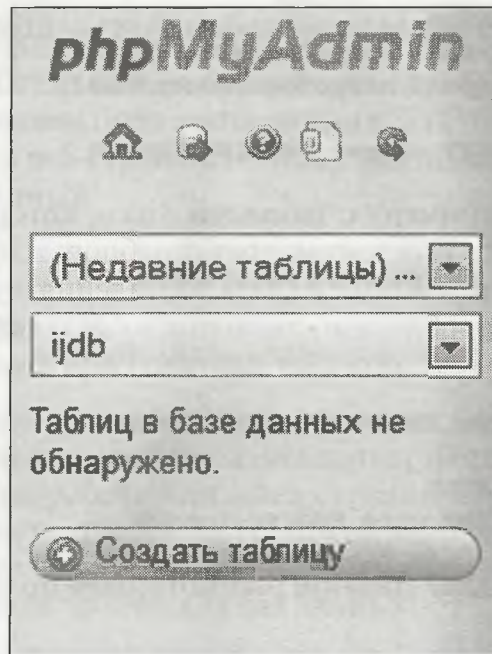 phpMyAdmin
(Недавние таблицы) ...
ijdb
Таблиц в базе данных не
обнаружено.
Создать таблицу